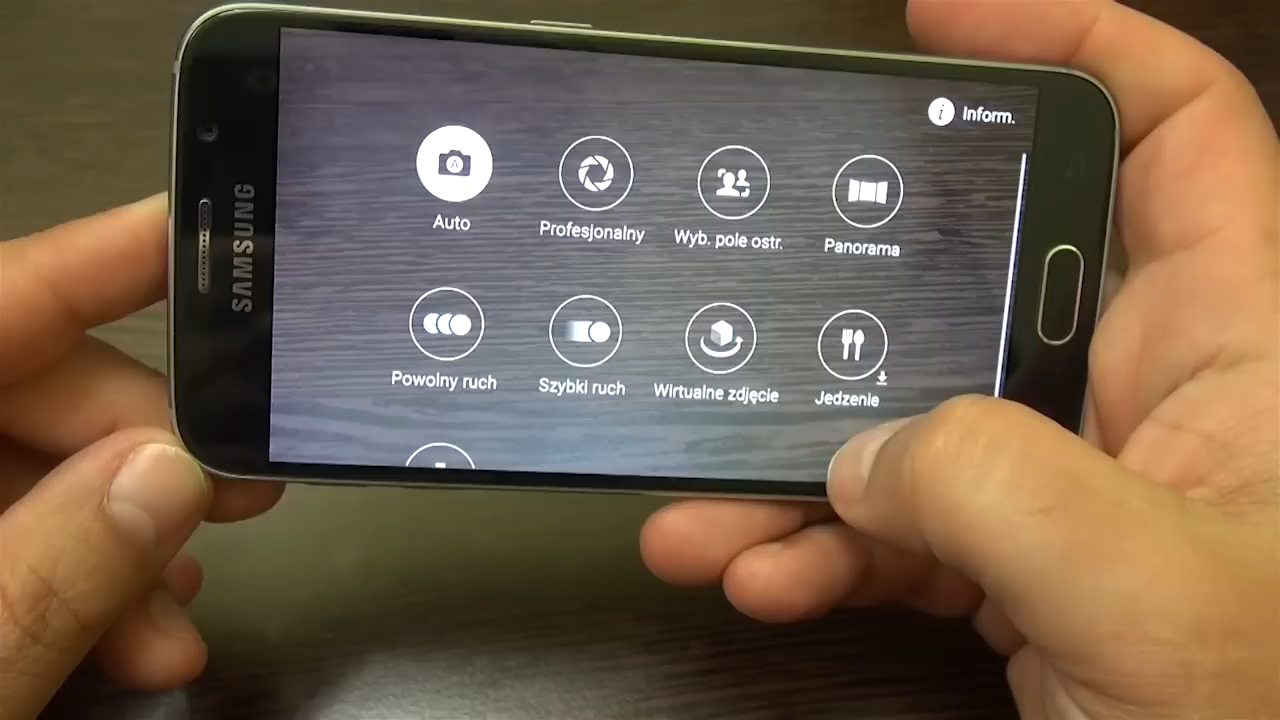 SAMSUNG
i Inform.
A
Auto
Profesjonalny
Wyb. pole ostr.
Panorama
Powolny ruch
Szybki ruch
Wirtualne zdjęcie
Jedzenie